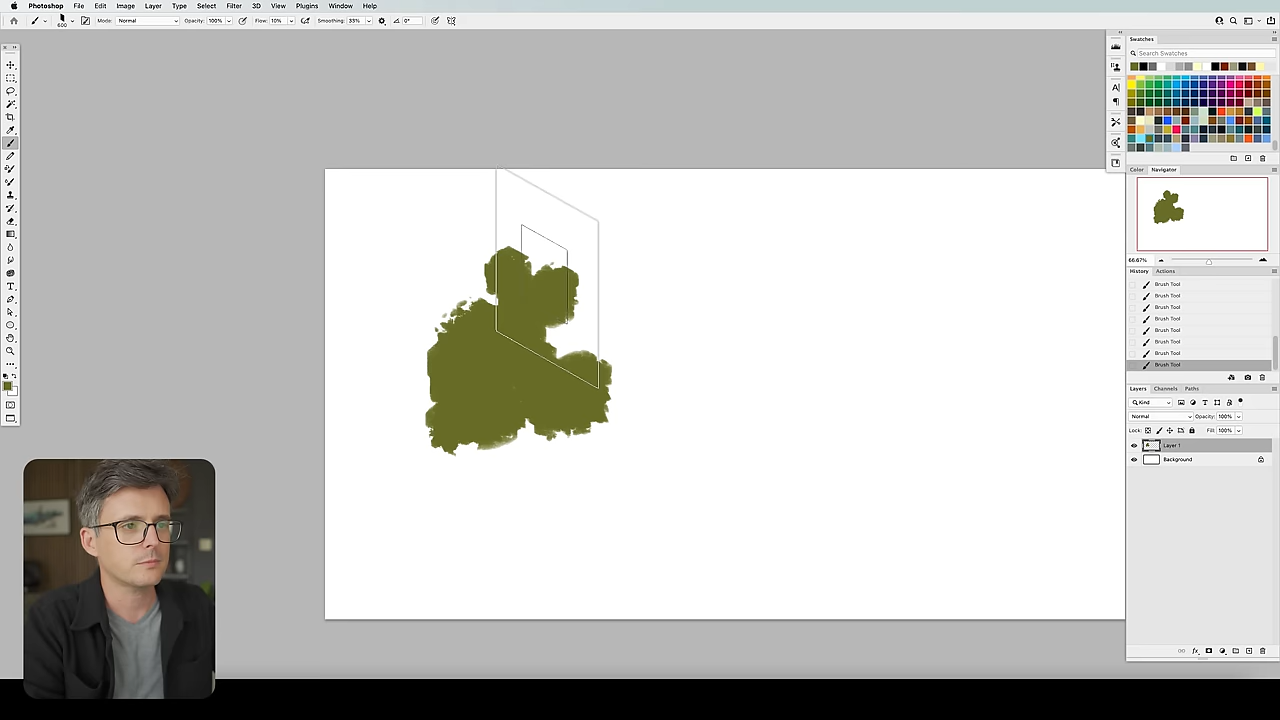 Photoshop File Edit Image Layer Type Select Filter 3D View Plugins Window Help
600 Mode: Normal Opacity: 100% Flow: 10% Smoothing: 33% 0°
Swatches
Search Swatches
Color Navigator
66.67%
History Actions
Brush Tool
Brush Tool
Brush Tool
Brush Tool
Brush Tool
Brush Tool
Brush Tool
Brush Tool
Layers Channels Paths
Kind
Normal Opacity: 100%
Lock: Fill: 100%
Layer 1
Background